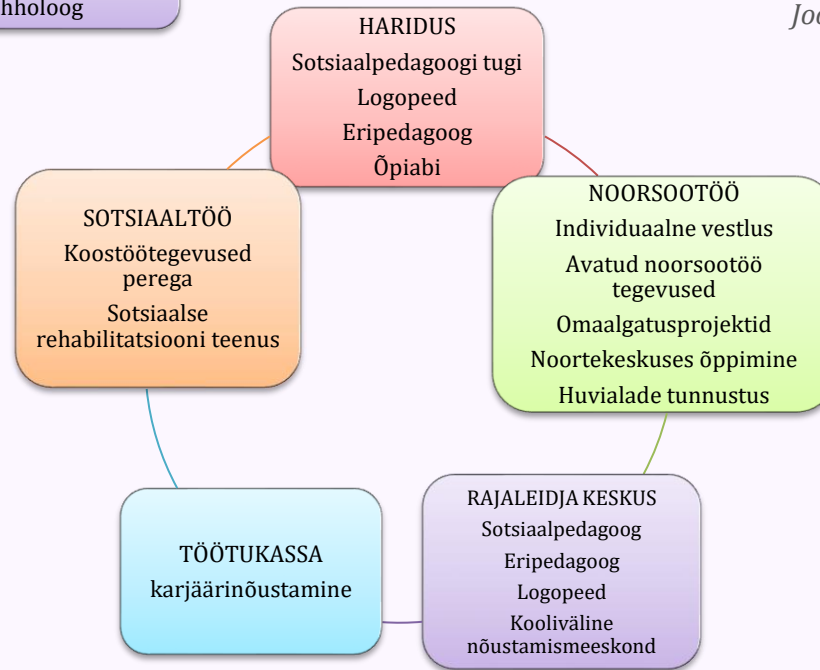 hholoog
Joo
HARIDUS
Sotsiaalpedagoogi tugi
Logopeed
Eripedagoog
Õpiabi
NOORSOOTÖÖ
Individuaalne vestlus
Avatud noorsootöö
tegevused
Omaalgatusprojektid
Noortekeskuses õppimine
Huvialade tunnustus
RAJALEIDJA KESKUS
Sotsiaalpedagoog
Eripedagoog
Logopeed
Kooliväline
nõustamismeeskond
TÖÖTUKASSA
karjäärinõustamine
SOTSIAALTÖÖ
Koostöötegevused
perega
Sotsiaalse
rehabilitatsiooni teenus